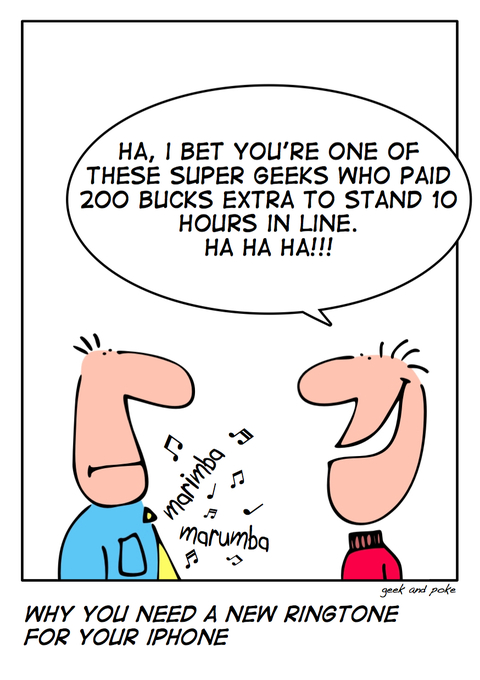 HA, I BET YOU'RE ONE OF
THESE SUPER GEEKS WHO PAID
200 BUCKS EXTRA TO STAND 10
HOURS IN LINE.
HA HA HA!!!
marimba
marumba
geek and poke
WHY YOU NEED A NEW RINGTONE
FOR YOUR IPHONE